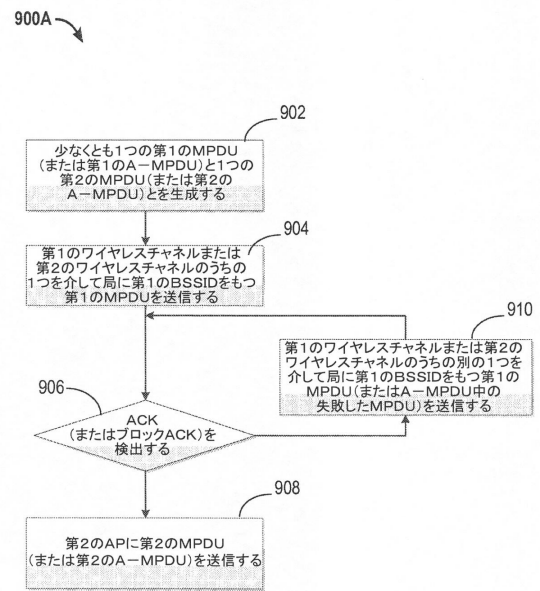 900A
902
少なくとも1つの第1のMPDU
(または第1のA－MPDU)と1つの
第2のMPDU(または第2の
A－MPDU)とを生成する
904
第1のワイヤレスチャネルまたは
第2のワイヤレスチャネルのうちの
1つを介して局に第1のBSSIDをもつ
第1のMPDUを送信する
910
第1のワイヤレスチャネルまたは第2の
ワイヤレスチャネルのうちの別の1つを
介して局に第1のBSSIDをもつ第1の
MPDU(またはA－MPDU中の
失敗したMPDU)を送信する
906
ACK
(またはブロックACK)を
検出する
908
第2のAPに第2のMPDU
(または第2のA－MPDU)を送信する